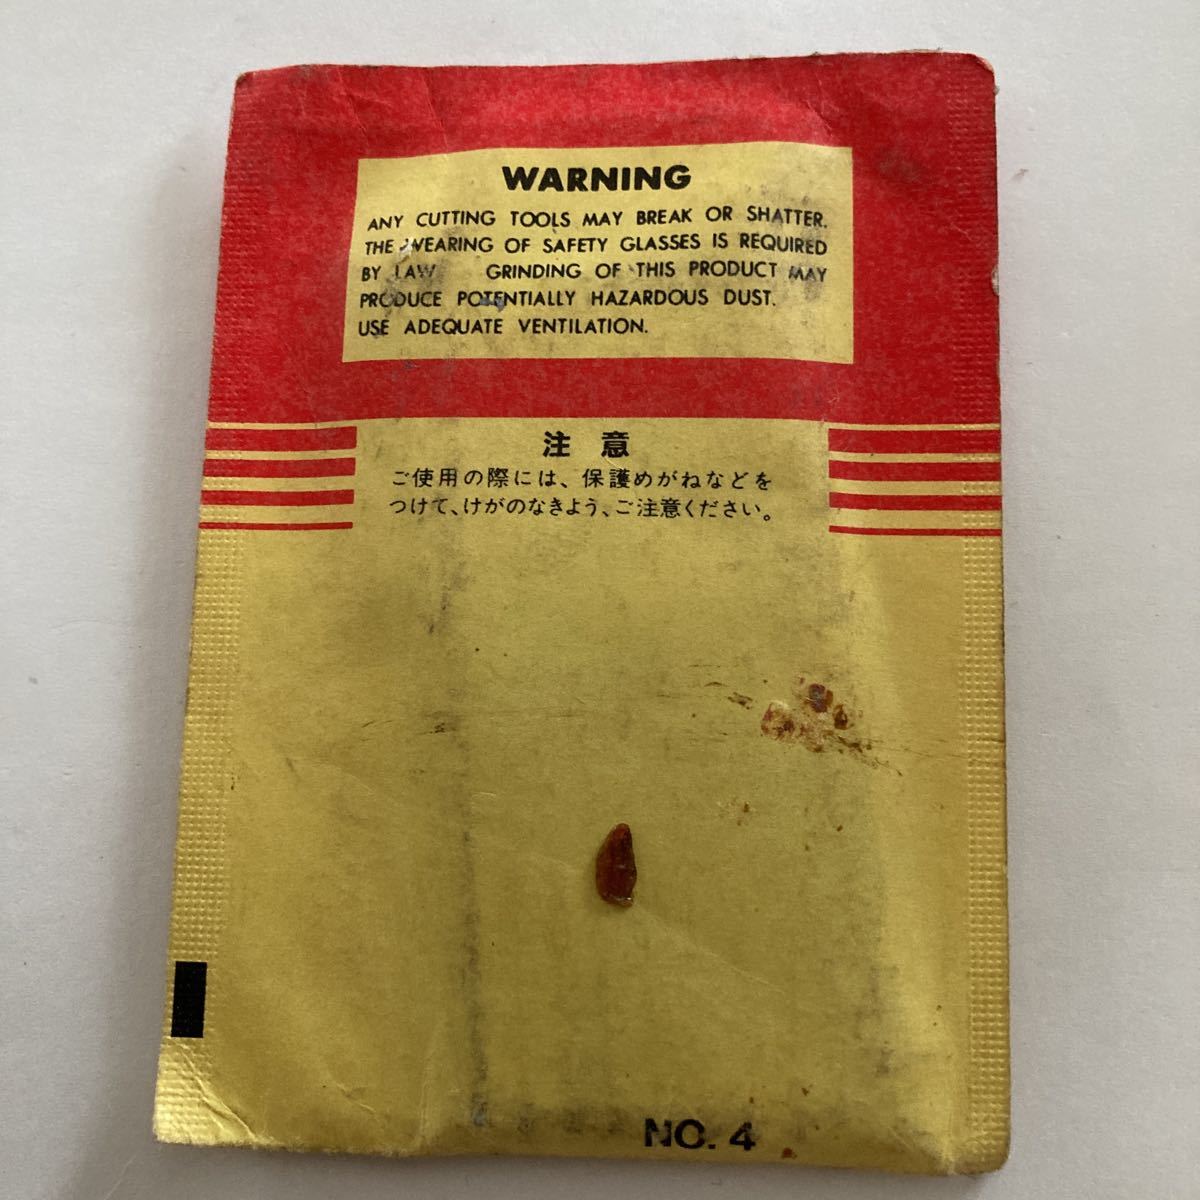 WARNING
ANY CUTTING TOOLS MAY BREAK OR SHATTER.
THE WEARING OF SAFETY GLASSES IS REQUIRED
BY LAW GRINDING OF THIS PRODUCT MAY
PRODUCE POTENTIALLY HAZARDOUS DUST.
USE ADEQUATE VENTILATION.
注意
ご使用の際には、保護めがねなどを
つけて、けがのなきよう、ご注意ください。
NO. 4